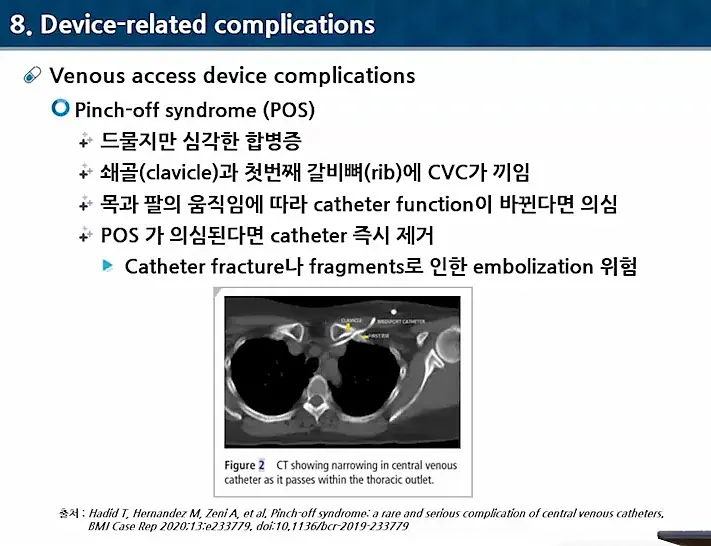 8. Device-related complications
Venous access device complications
Pinch-off syndrome (POS)
드물지만 심각한 합병증
쇄골(clavicle)과 첫번째 갈비뼈(rib)에 CVC가 끼임
목과 팔의 움직임에 따라 catheter function이 바뀐다면 의심
POS 가 의심된다면 catheter 즉시 제거
Catheter fracture나 fragments로 인한 embolization 위험
CLAVICLE
MEDIPORT CATHETER
FIRST RIB
Figure 2 CT showing narrowing in central venous
catheter as it passes within the thoracic outlet.
출처 : Hadid T, Hernandez M, Zeni A, et al, Pinch-off syndrome: a rare and serious complication of central venous catheters,
BMJ Case Rep 2020;13:e233779, doi:10.1136/bcr-2019-233779